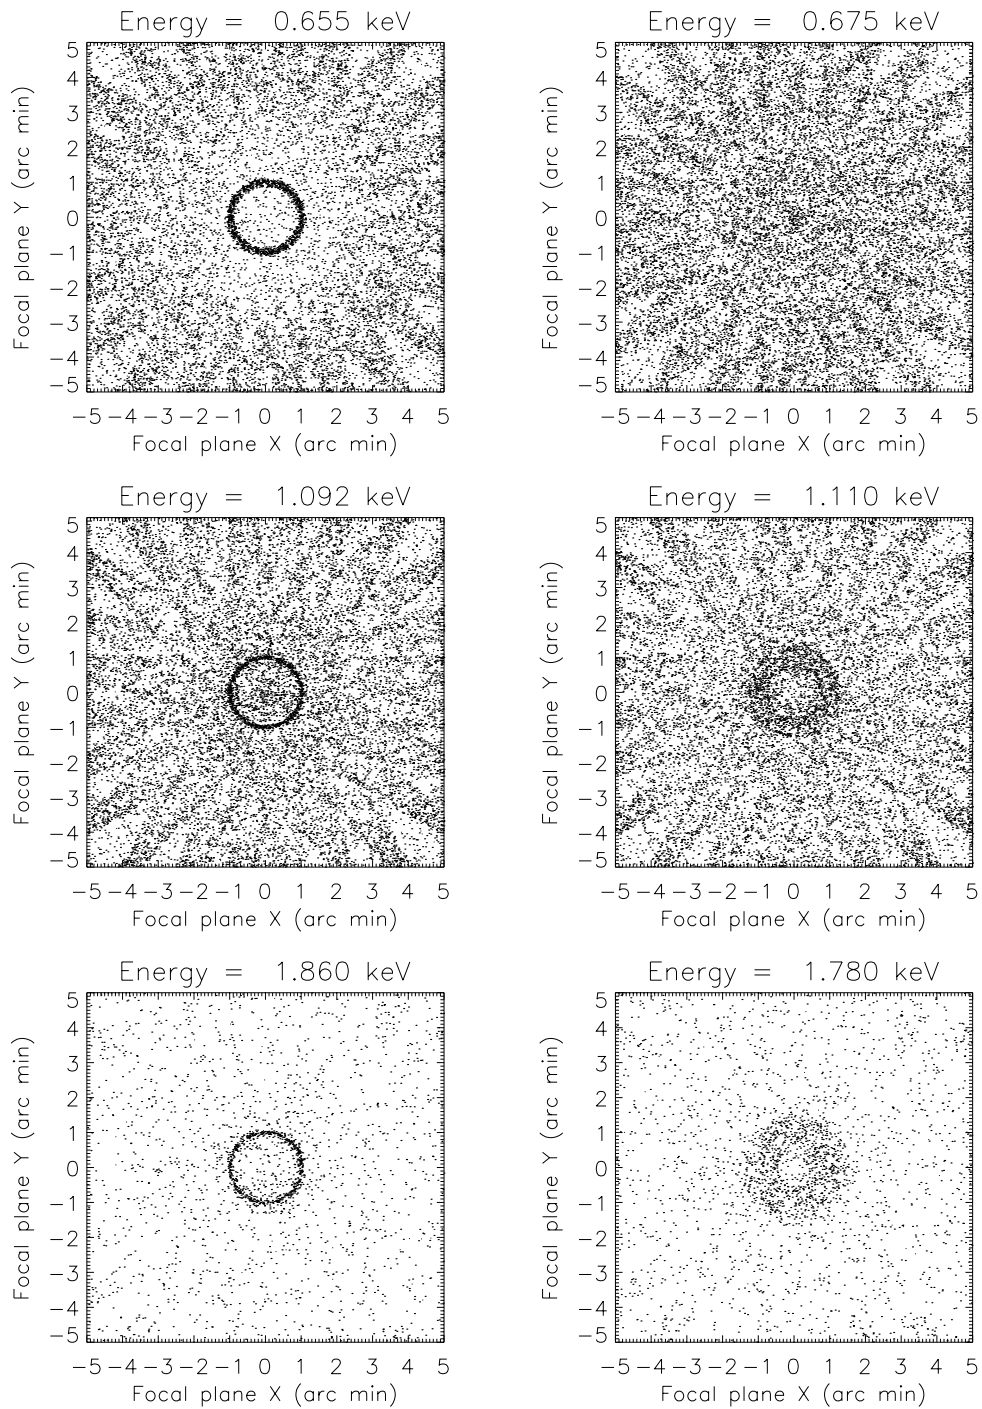 Energy = 0.655 keV
Focal plane Y (arc min)
5
4
3
2
1
0
−1
−2
−3
−4
−5
−5 −4 −3 −2 −1 0 1 2 3 4 5
Focal plane X (arc min)
Energy = 0.675 keV
Focal plane Y (arc min)
5
4
3
2
1
0
−1
−2
−3
−4
−5
−5 −4 −3 −2 −1 0 1 2 3 4 5
Focal plane X (arc min)
Energy = 1.092 keV
Focal plane Y (arc min)
5
4
3
2
1
0
−1
−2
−3
−4
−5
−5 −4 −3 −2 −1 0 1 2 3 4 5
Focal plane X (arc min)
Energy = 1.110 keV
Focal plane Y (arc min)
5
4
3
2
1
0
−1
−2
−3
−4
−5
−5 −4 −3 −2 −1 0 1 2 3 4 5
Focal plane X (arc min)
Energy = 1.860 keV
Focal plane Y (arc min)
5
4
3
2
1
0
−1
−2
−3
−4
−5
−5 −4 −3 −2 −1 0 1 2 3 4 5
Focal plane X (arc min)
Energy = 1.780 keV
Focal plane Y (arc min)
5
4
3
2
1
0
−1
−2
−3
−4
−5
−5 −4 −3 −2 −1 0 1 2 3 4 5
Focal plane X (arc min)